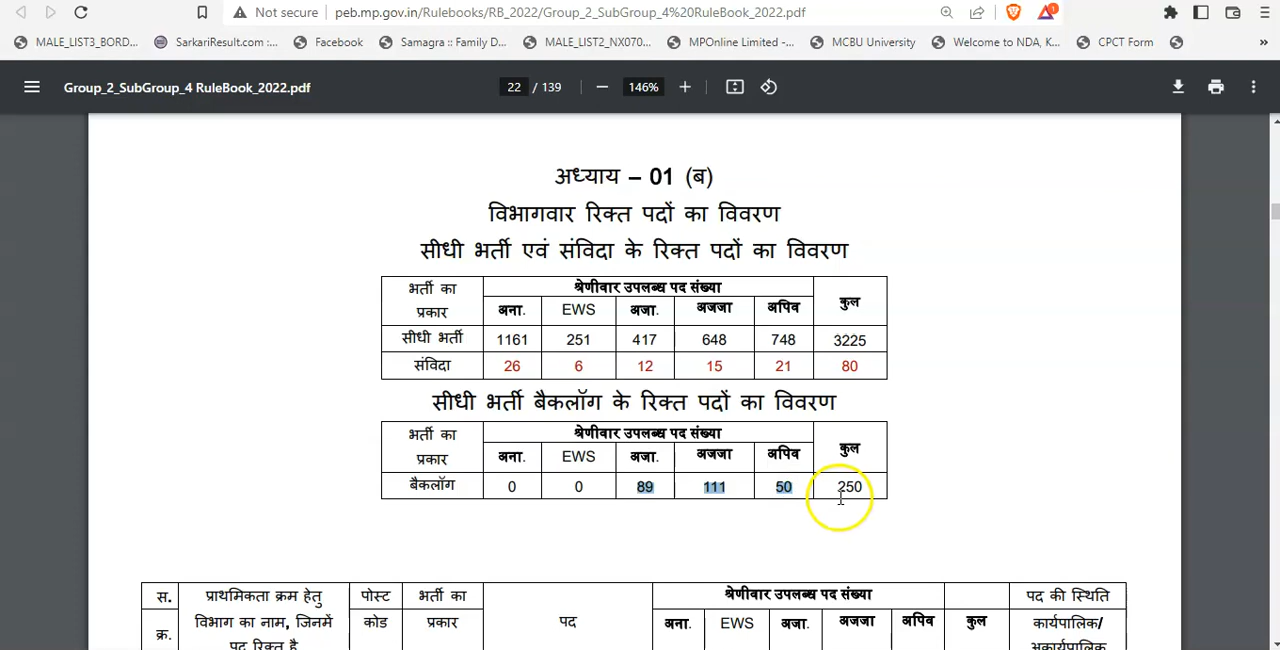 Not secure | peb.mp.gov.in/Rulebooks/RB_2022/Group_2_SubGroup_4%20RuleBook_2022.pdf 1
MALE_LIST3_BORD... SarkariResult.com :... Facebook Samagra :: Family D... MALE_LIST2_NX070... MPOnline Limited -... MCBU University Welcome to NDA, K... CPCT Form »
Group_2_SubGroup_4 RuleBook_2022.pdf 22 / 139 — 146% +
अध्याय – 01 (ब)
विभागवार रिक्त पदों का विवरण
सीधी भर्ती एवं संविदा के रिक्त पदों का विवरण
भर्ती का प्रकार श्रेणीवार उपलब्ध पद संख्या कुल
अना. EWS अजा. अजजा अपिव
सीधी भर्ती 1161 251 417 648 748 3225
संविदा 26 6 12 15 21 80
सीधी भर्ती बैकलॉग के रिक्त पदों का विवरण
भर्ती का प्रकार श्रेणीवार उपलब्ध पद संख्या कुल
अना. EWS अजा. अजजा अपिव
बैकलॉग 0 0 89 111 50 250
स. प्राथमिकता क्रम हेतु पोस्ट भर्ती का श्रेणीवार उपलब्ध पद संख्या पद की स्थिति
क्र. विभाग का नाम, जिनमें कोड प्रकार पद अना. EWS अजा. अजजा अपिव कुल कार्यपालिक/
पद रिक्त है अकार्यपालिक